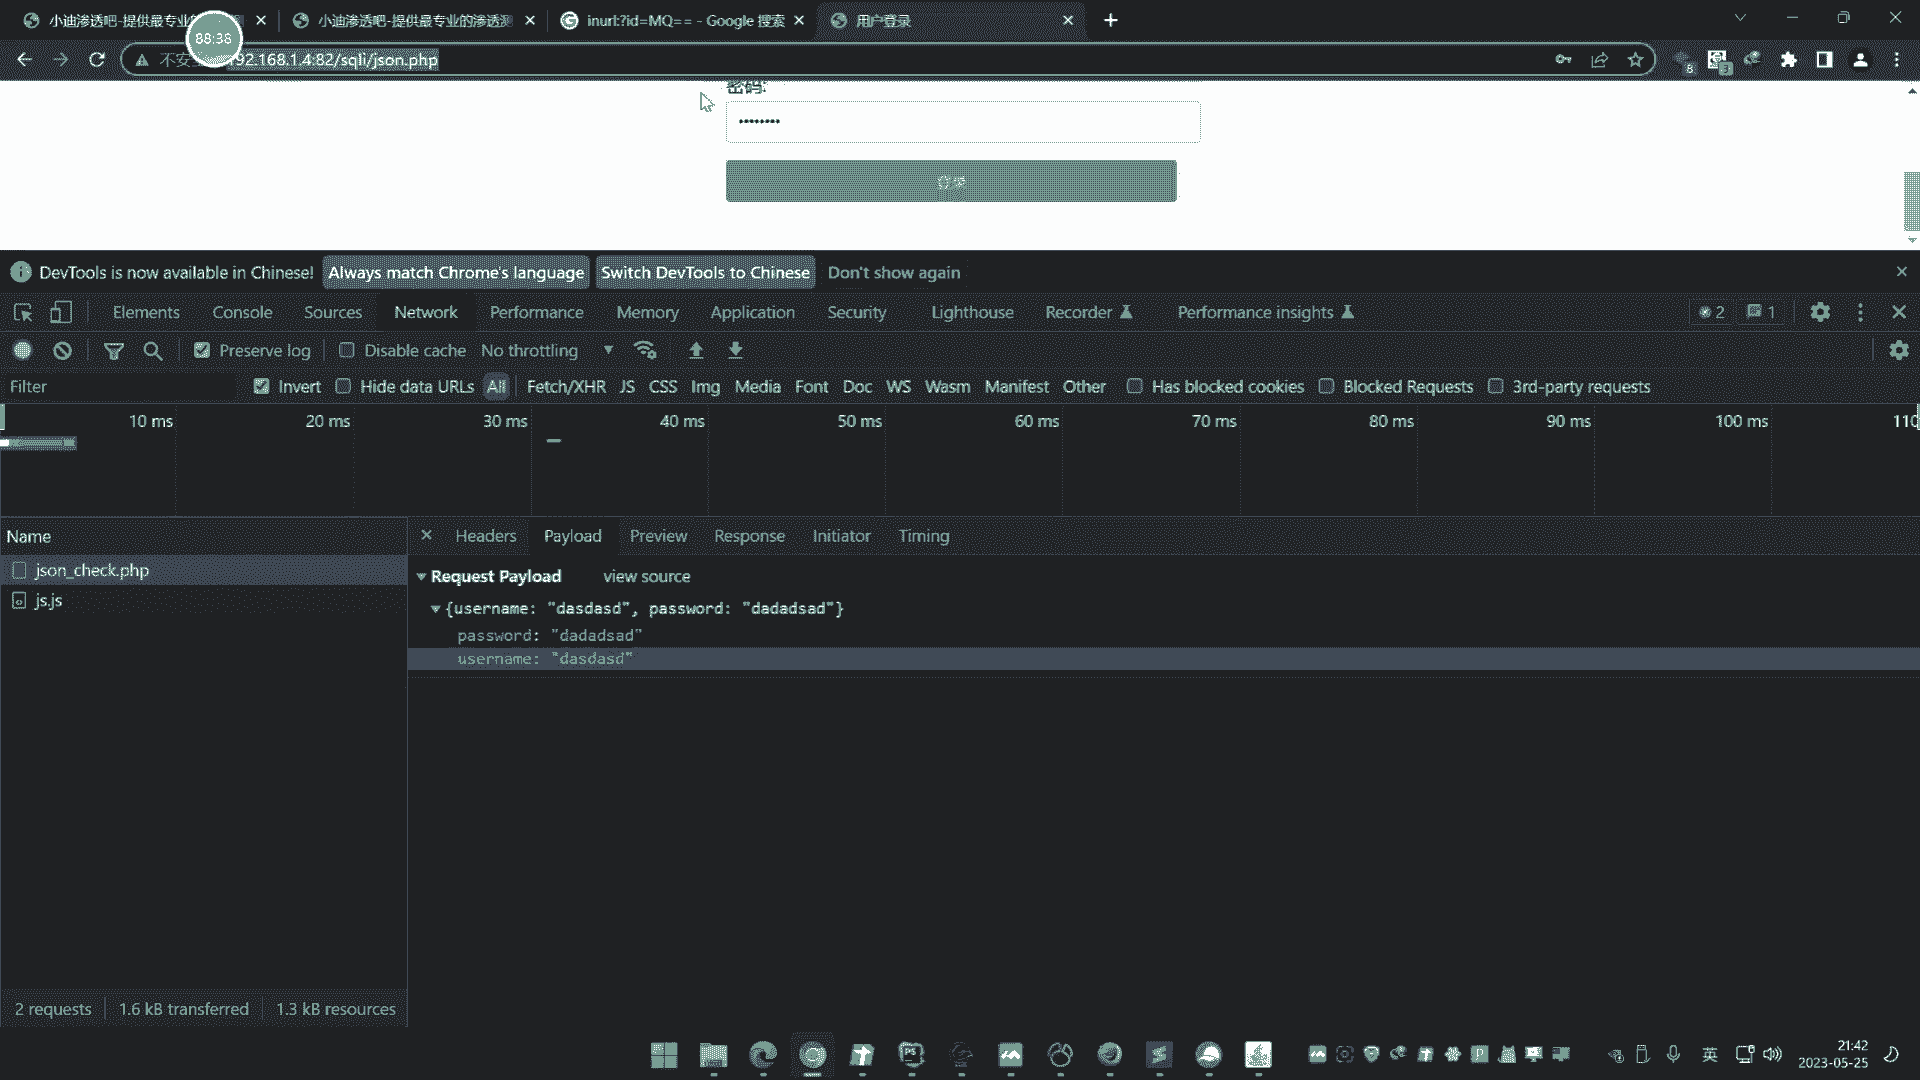 小迪渗透吧-提供最专业的
小迪渗透吧-提供最专业的渗透测
inurl:?id=MQ== - Google 搜索
用户登录
88:38
不安
192.168.1.4:82/sqli/json.php
8
3
密码:
••••••••
DevTools is now available in Chinese!
Always match Chrome's language
Switch DevTools to Chinese
Don't show again
Elements
Console
Sources
Network
Performance
Memory
Application
Security
Lighthouse
Recorder
Performance insights
2
1
Preserve log
Disable cache
No throttling
Filter
Invert
Hide data URLs
All
Fetch/XHR
JS
CSS
Img
Media
Font
Doc
WS
Wasm
Manifest
Other
Has blocked cookies
Blocked Requests
3rd-party requests
10 ms
20 ms
30 ms
40 ms
50 ms
60 ms
70 ms
80 ms
90 ms
100 ms
110
Name
Headers
Payload
Preview
Response
Initiator
Timing
json_check.php
js.js
Request Payload
view source
{username: "dasdasd", password: "dadadsad"}
password: "dadadsad"
username: "dasdasd"
2 requests
1.6 kB transferred
1.3 kB resources
英
21:42
2023-05-25